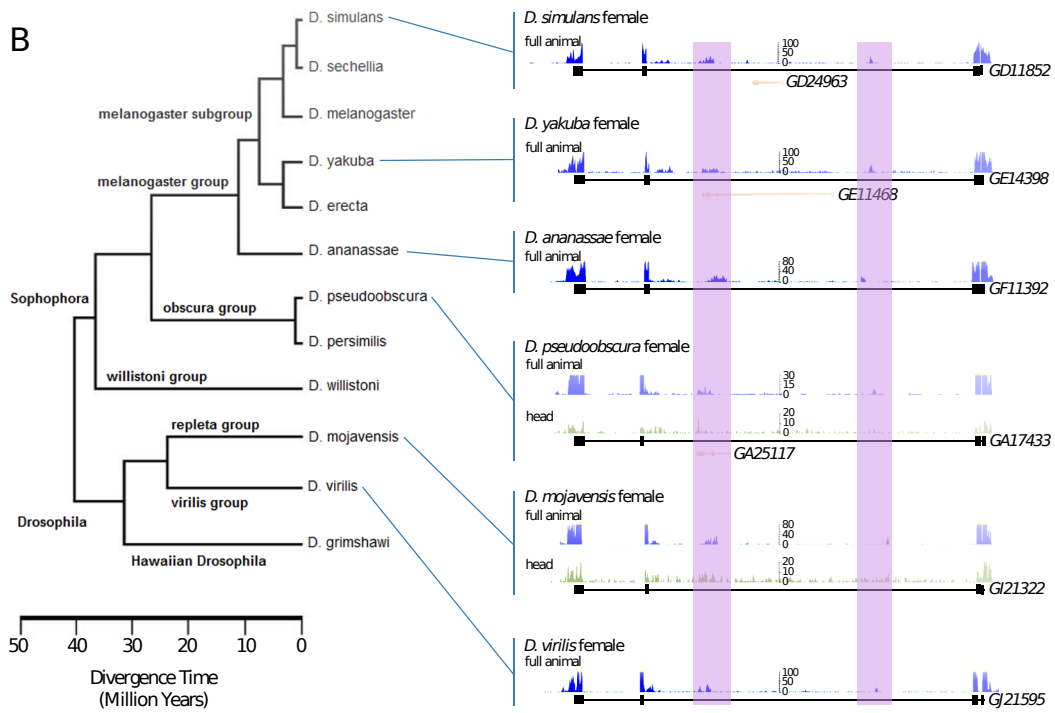 B
D. simulans
D. sechellia
melanogaster subgroup
D. melanogaster
D. yakuba
melanogaster group
D. erecta
D. ananassae
Sophophora
D. pseudoobscura
obscura group
D. persimilis
willistoni group
D. willistoni
repleta group
D. mojavensis
D. virilis
virilis group
Drosophila
D. grimshawi
Hawaiian Drosophila
50 40 30 20 10 0
Divergence Time
(Million Years)
D. simulans female
full animal
100
50
0
GD11852
GD24963
D. yakuba female
full animal
100
50
0
GE14398
GE11468
D. ananassae female
full animal
80
40
0
GF11392
D. pseudoobscura female
full animal
30
15
0
head
20
10
0
GA17433
GA25117
D. mojavensis female
full animal
80
40
0
head
20
10
0
GI21322
D. virilis female
full animal
100
50
0
GJ21595